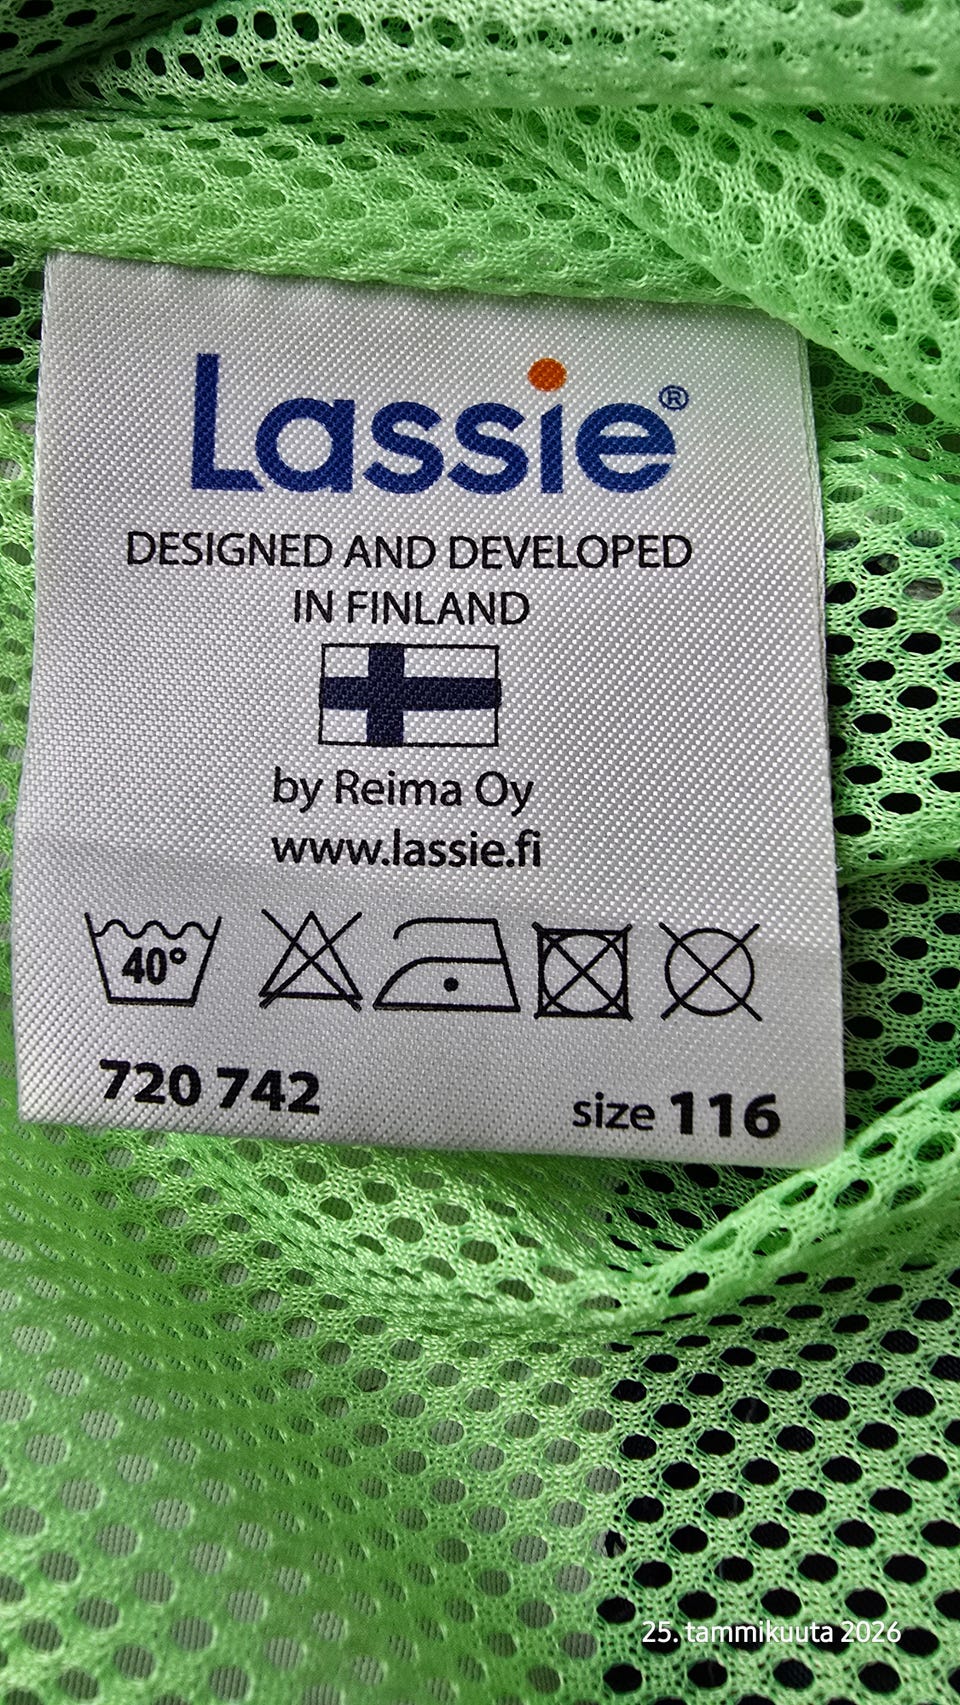 Lassie®
DESIGNED AND DEVELOPED
IN FINLAND
by Reima Oy
www.lassie.fi
40°
720 742 size 116
25. tammikuuta 2026